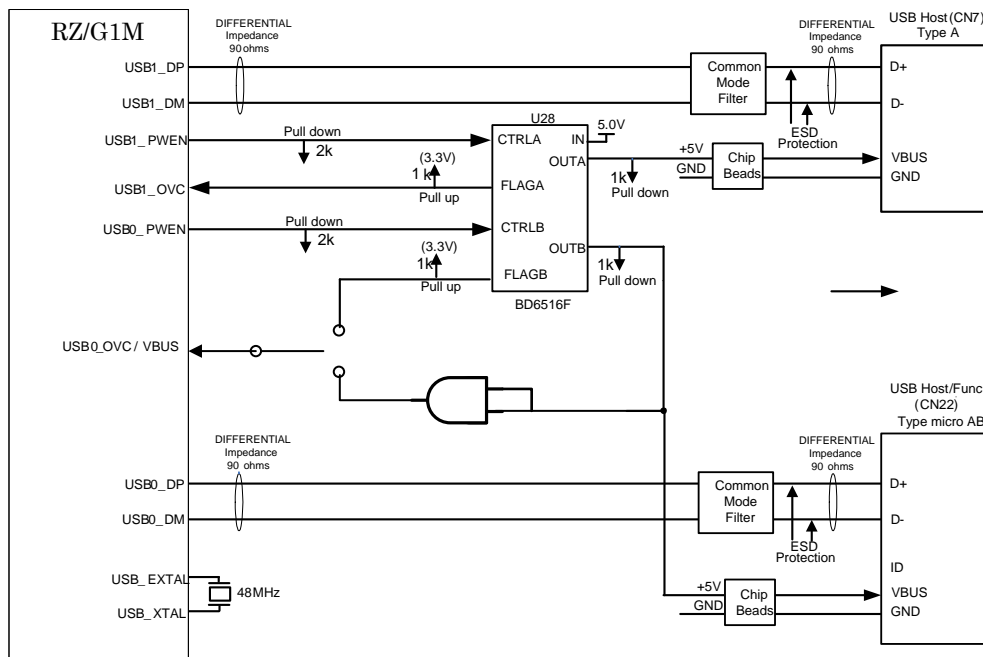 RZ/G1M
DIFFERENTIAL
Impedance
90 ohms
USB1_DP
USB1_DM
USB1_PWEN
Pull down
2k
USB1_OVC
(3.3V)
1k
Pull up
USB0_PWEN
Pull down
2k
(3.3V)
1k
Pull up
USB0_OVC / VBUS
U28
CTRLA
IN
5.0V
OUTA
FLAGA
CTRLB
OUTB
FLAGB
BD6516F
1k
Pull down
1k
Pull down
Common
Mode
Filter
DIFFERENTIAL
Impedance
90 ohms
ESD
Protection
+5V
GND
Chip
Beads
USB Host (CN7)
Type A
D+
D-
VBUS
GND
DIFFERENTIAL
Impedance
90 ohms
USB0_DP
USB0_DM
USB_EXTAL
USB_XTAL
48MHz
Common
Mode
Filter
DIFFERENTIAL
Impedance
90 ohms
ESD
Protection
+5V
GND
Chip
Beads
USB Host/Func
(CN22)
Type micro AB
D+
D-
ID
VBUS
GND